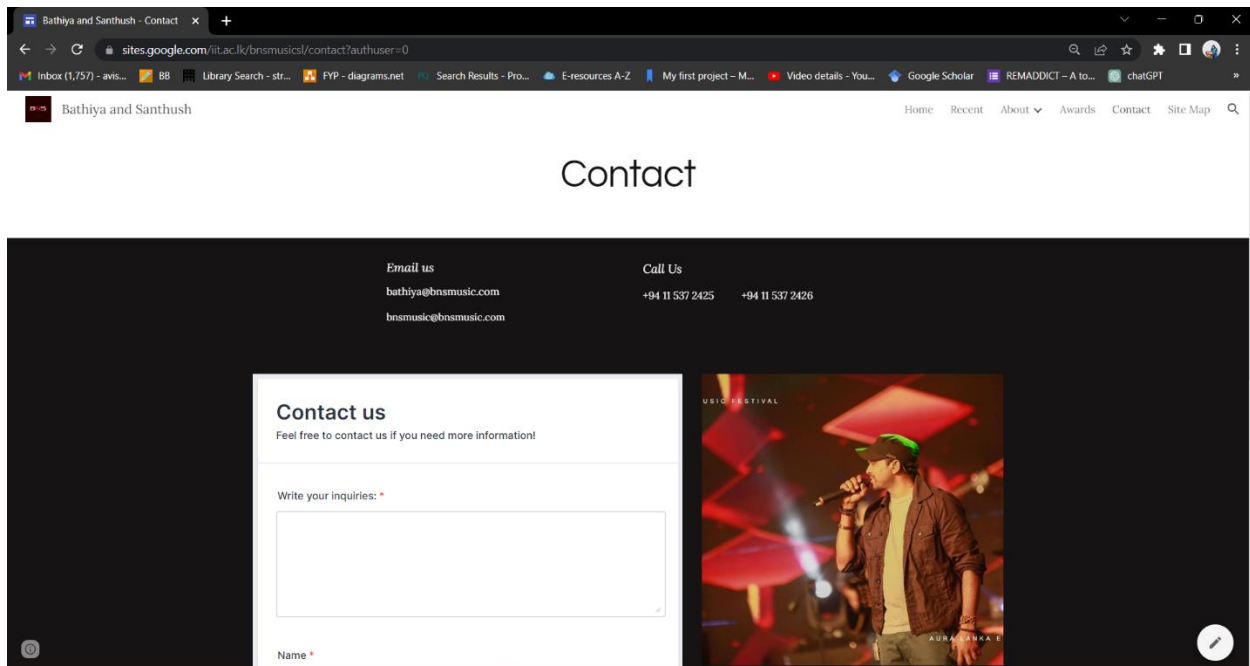 Bathiya and Santhush - Contact
sites.google.com/iit.ac.lk/bnsmusicsl/contact?authuser=0
Inbox (1,757) - avis... BB Library Search - str... FYP - diagrams.net Search Results - Pro... E-resources A-Z My first project – M... Video details - You... Google Scholar REMADDICT – A to... chatGPT »
Bathiya and Santhush Home Recent About Awards Contact Site Map
Contact
Email us
bathiya@bnsmusic.com
bnsmusic@bnsmusic.com
Call Us
+94 11 537 2425 +94 11 537 2426
Contact us
Feel free to contact us if you need more information!
Write your inquiries: *
Name *
USIC FESTIVAL
AURA LANKA E